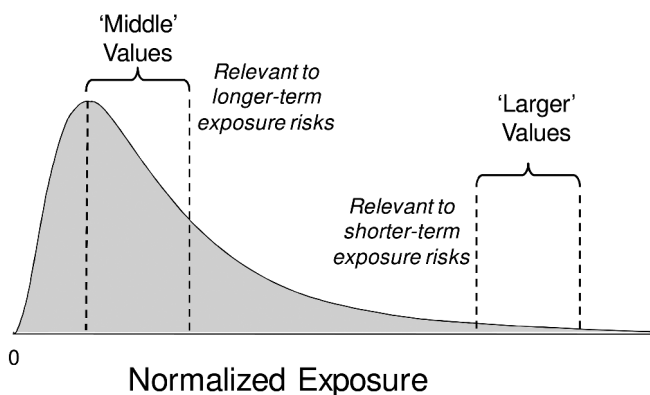 ‘Middle’
Values
Relevant to
longer-term
exposure risks
‘Larger’
Values
Relevant to
shorter-term
exposure risks
0
Normalized Exposure